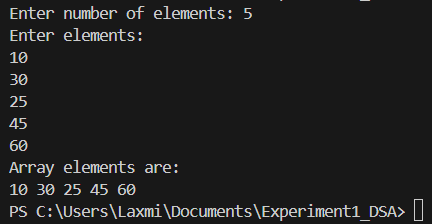 Enter number of elements: 5
Enter elements:
10
30
25
45
60
Array elements are:
10 30 25 45 60
PS C:\Users\Laxmi\Documents\Experiment1_DSA>